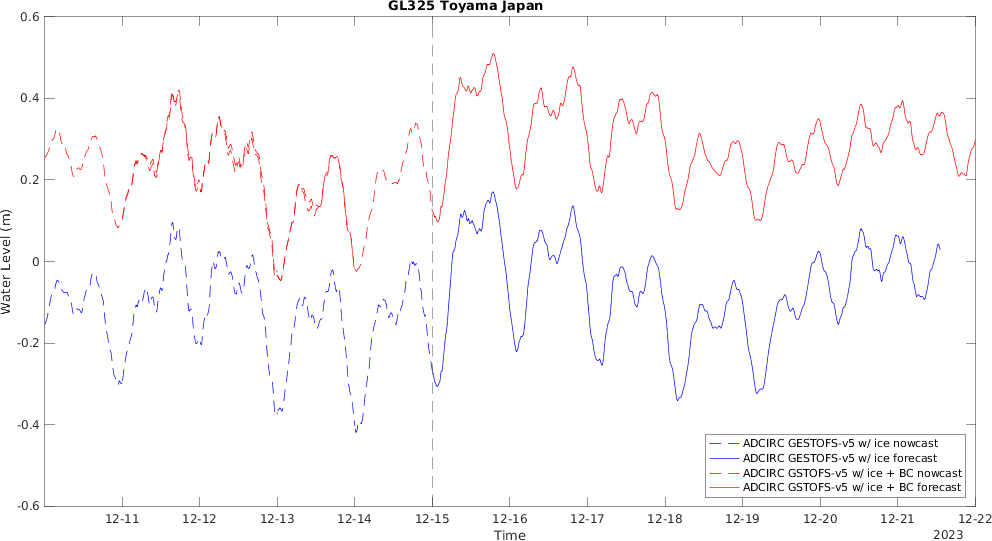 GL325 Toyama Japan
0.6
0.4
0.2
0
-0.2
-0.4
-0.6
Water Level (m)
ADCIRC GESTOFS-v5 w/ ice nowcast
ADCIRC GESTOFS-v5 w/ ice forecast
ADCIRC GSTOFS-v5 w/ ice + BC nowcast
ADCIRC GSTOFS-v5 w/ ice + BC forecast
12-11 12-12 12-13 12-14 12-15 12-16 12-17 12-18 12-19 12-20 12-21 12-22
Time
2023